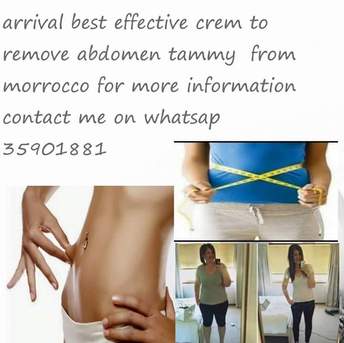 arrival best effective crem to
remove abdomen tammy from
morrocco for more information
contact me on whatsap
35901881